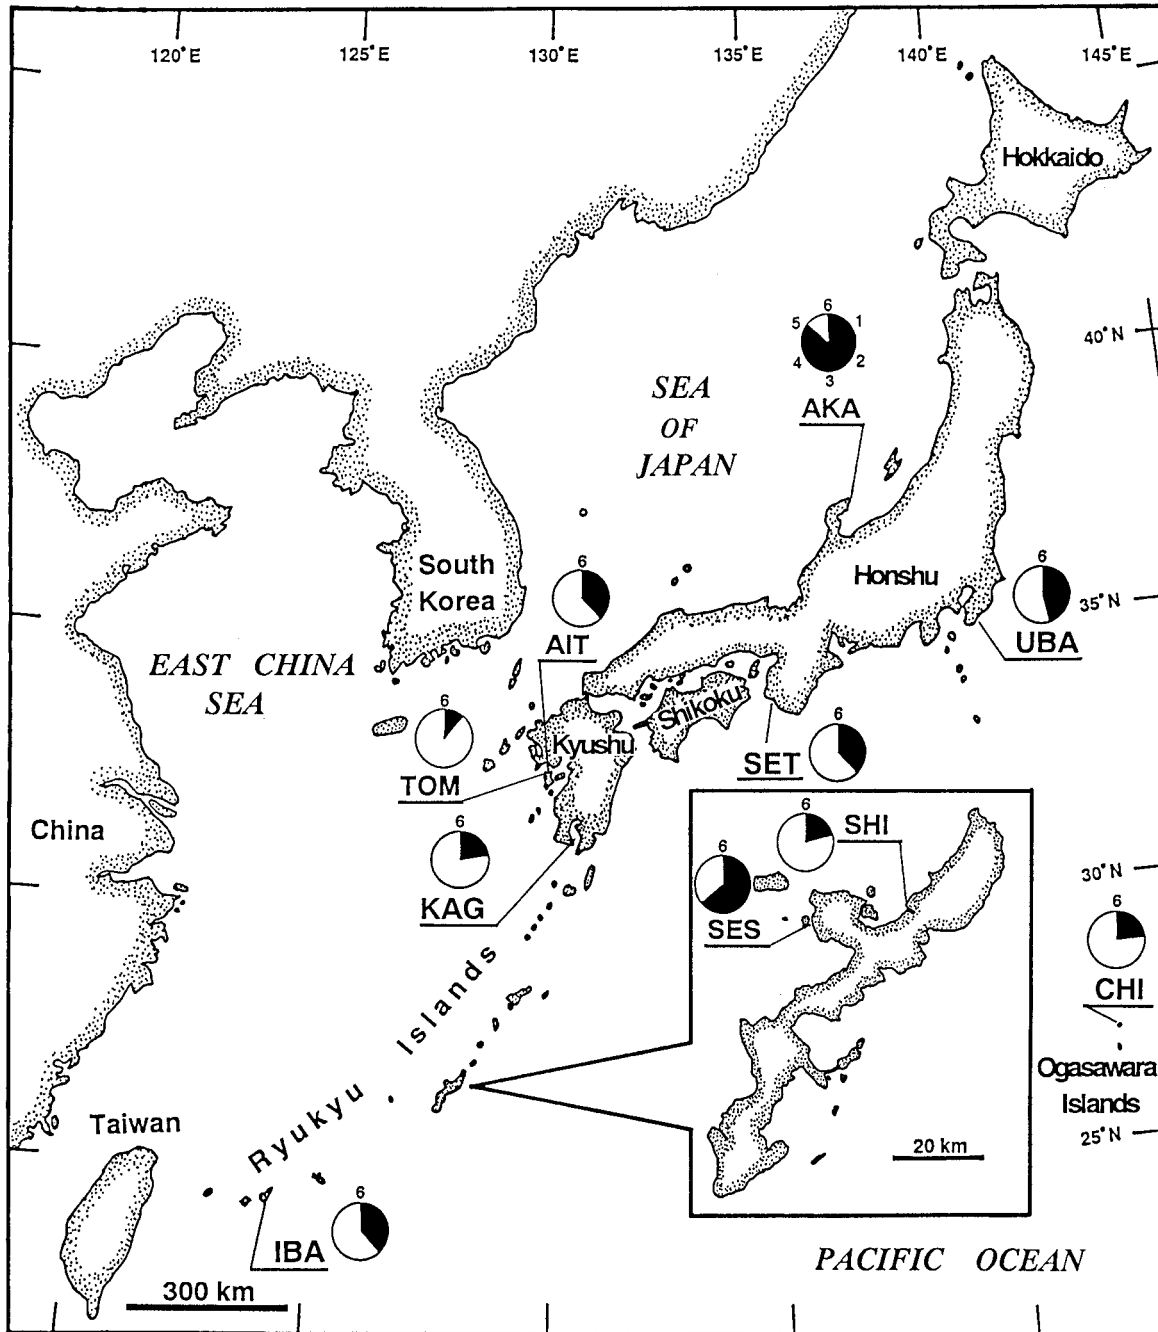 120°E 125°E 130°E 135°E 140°E 145°E
Hokkaido
6
5 1
40°N
4 2
3
SEA
OF
JAPAN
AKA
South
Korea
Honshu
6
6
35°N
AIT
UBA
EAST CHINA
SEA
Shikoku
6
6
Kyushu
SET
TOM
6
China
KAG
6
SHI
6
SES
30°N
6
CHI
Islands
Ogasawara
Islands
Ryukyu
Taiwan
20 km
25°N
6
IBA
300 km
PACIFIC OCEAN